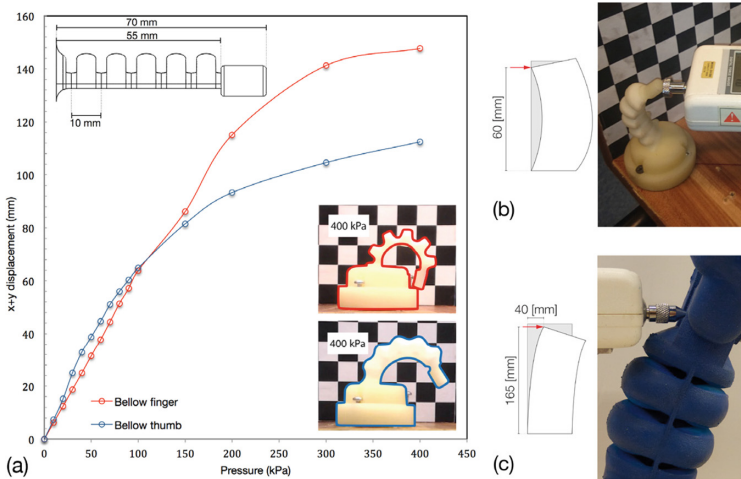 160
140
120
100
80
60
40
20
0
x+y displacement (mm)
70 mm
55 mm
10 mm
400 kPa
400 kPa
Bellow finger
Bellow thumb
0
50
100
150
200
250
300
350
400
450
Pressure (kPa)
(a)
60 [mm]
(b)
40 [mm]
165 [mm]
(c)